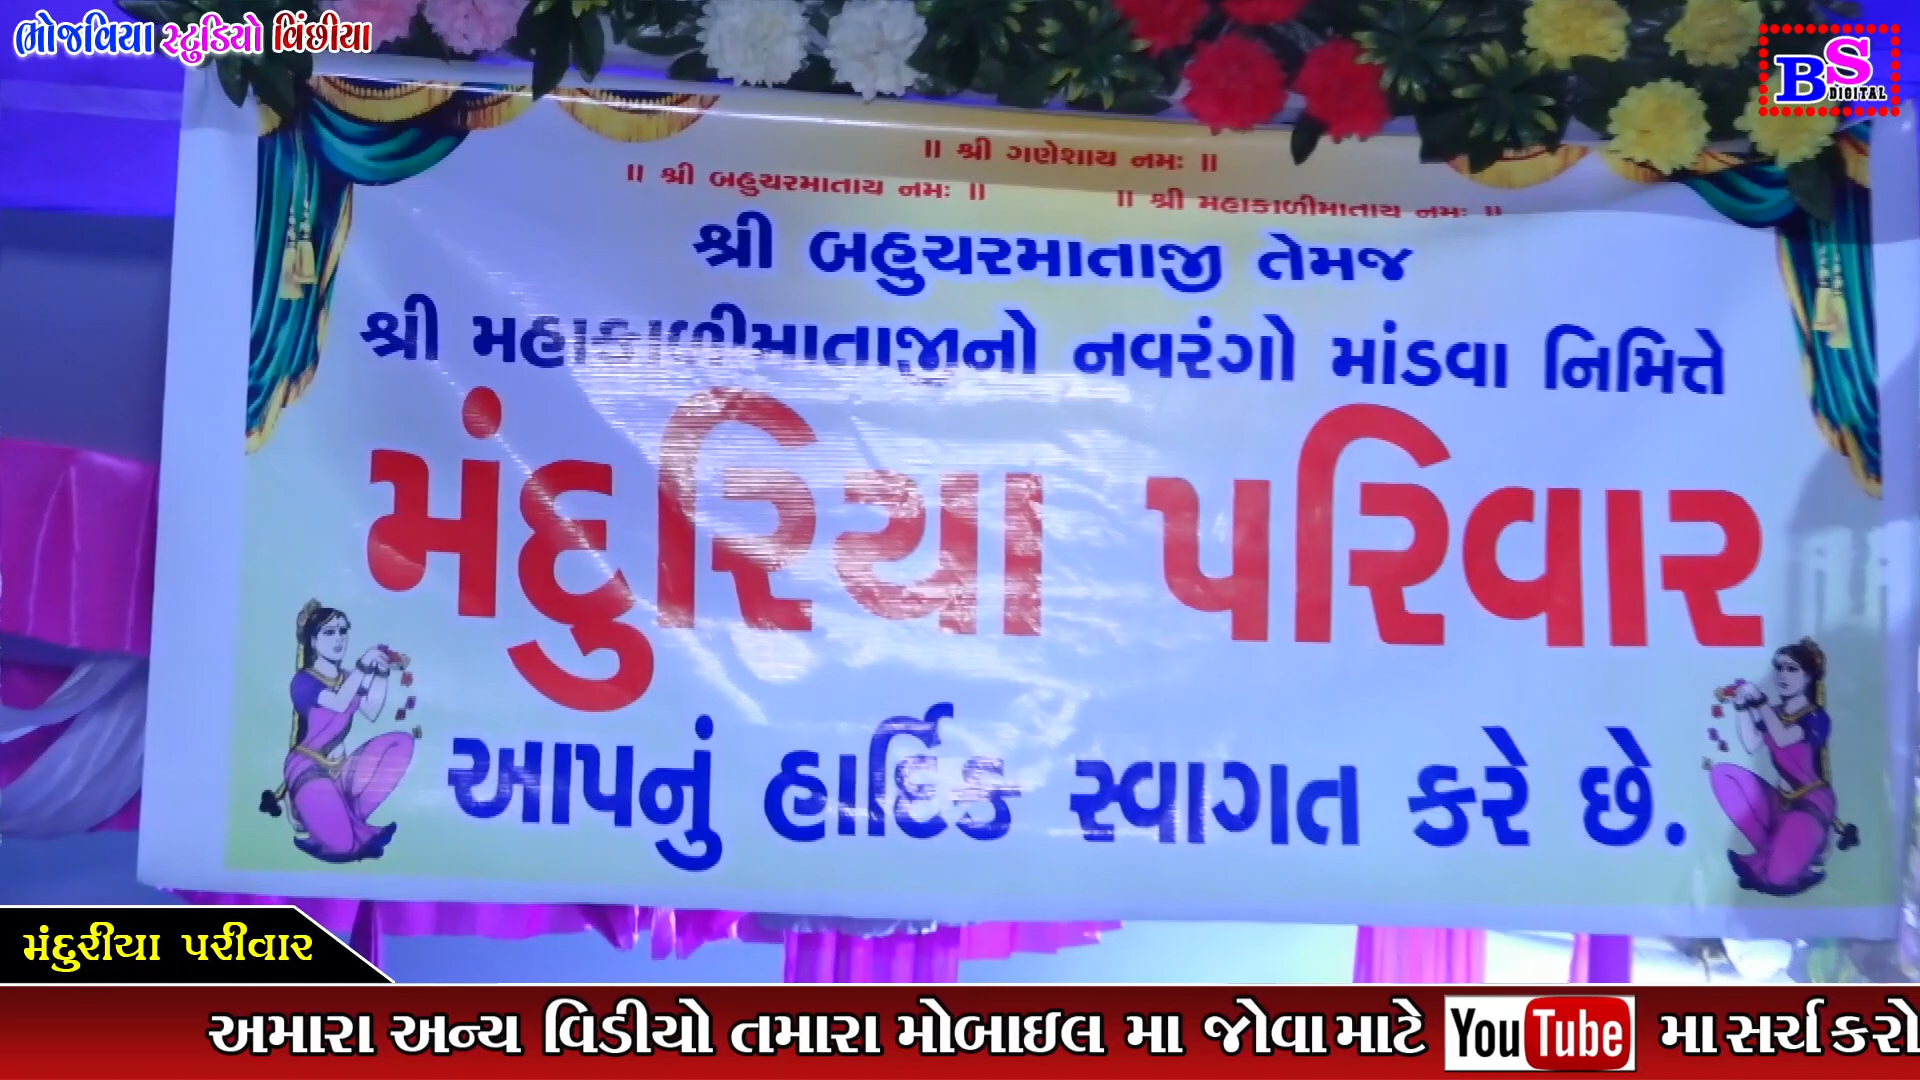 ભોજવિયા સ્ટુડિયો વિંછીયા
BS
DIGITAL
॥ શ્રી ગણેશાય નમઃ ॥
॥ શ્રી બહુચરમાતાય નમઃ ॥ ॥ શ્રી મહાકાળીમાતાય નમઃ ॥
શ્રી બહુચરમાતાજી તેમજ
શ્રી મહાકાળીમાતાજીનો નવરંગો માંડવા નિમિત્તે
મંદુરિયા પરિવાર
આપનું હાર્દિક સ્વાગત કરે છે.
મંદુરીયા પરીવાર
અમારા અન્ય વિડીયો તમારા મોબાઇલ મા જોવા માટે YouTube મા સર્ચ કરો